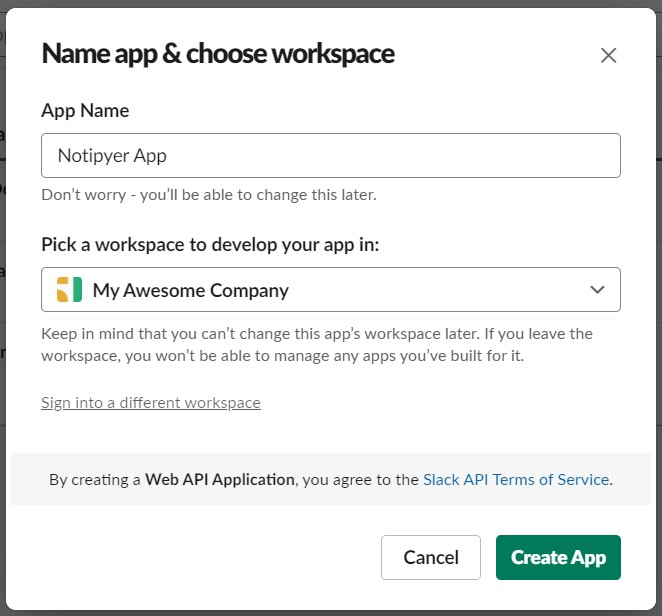 Name app & choose workspace
App Name
Notipyer App
Don't worry - you'll be able to change this later.
Pick a workspace to develop your app in:
My Awesome Company
Keep in mind that you can't change this app's workspace later. If you leave the
workspace, you won't be able to manage any apps you've built for it.
Sign into a different workspace
By creating a Web API Application, you agree to the Slack API Terms of Service.
Cancel
Create App